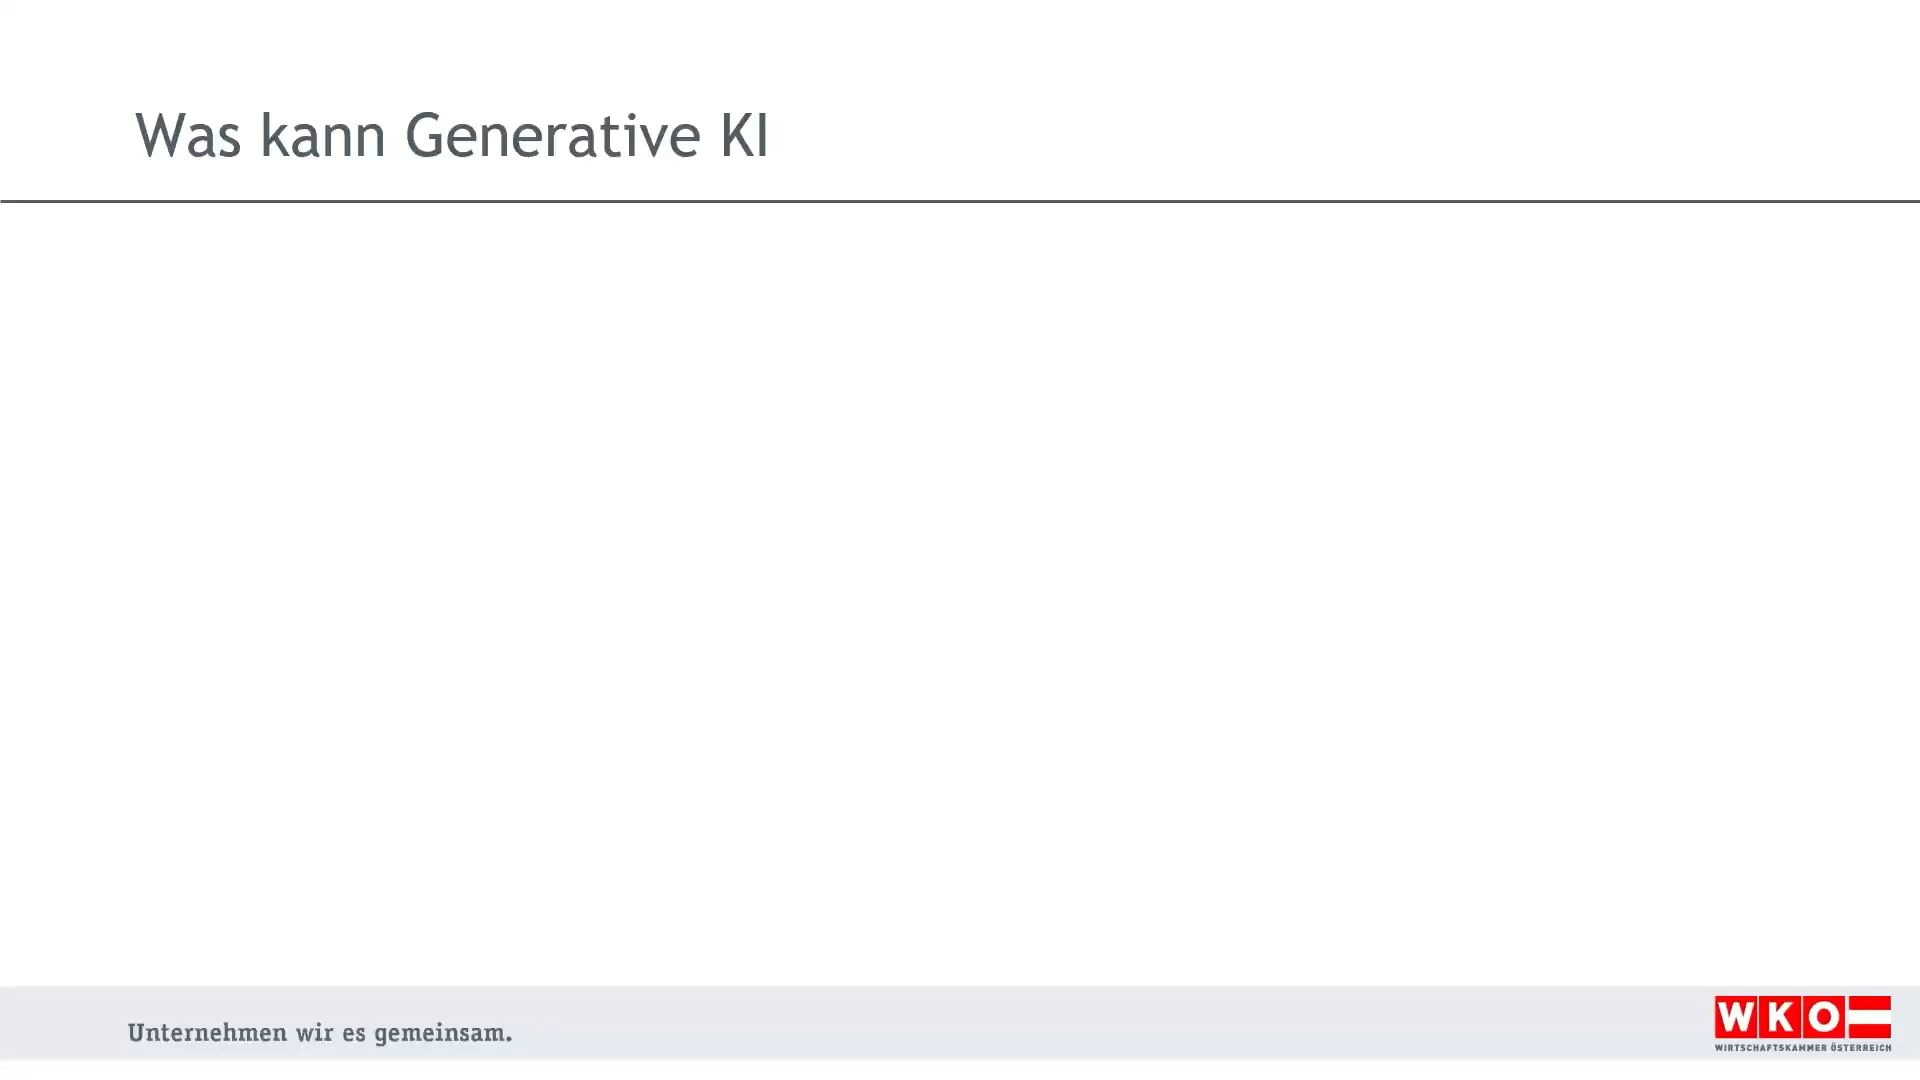 Was kann Generative KI
Unternehmen wir es gemeinsam.
WKO
WIRTSCHAFTSKAMMER ÖSTERREICH